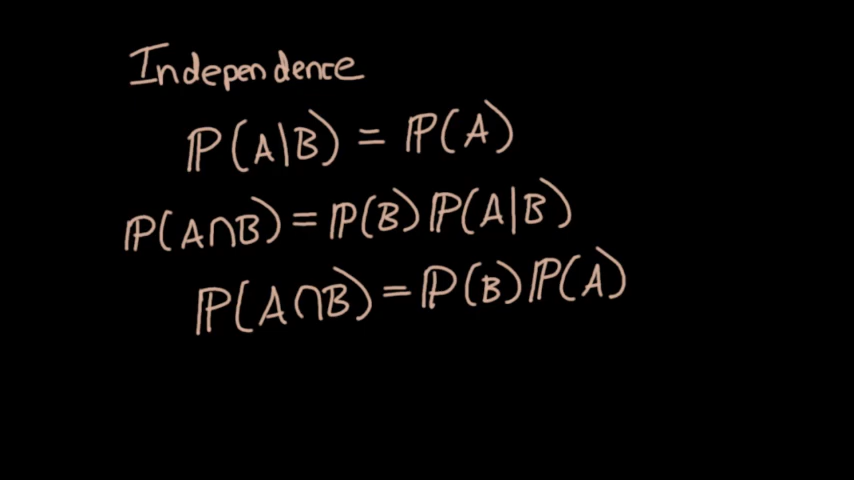 Independence
ℙ(A|B) = ℙ(A)
ℙ(A∩B) = ℙ(B) ℙ(A|B)
ℙ(A∩B) = ℙ(B) ℙ(A)